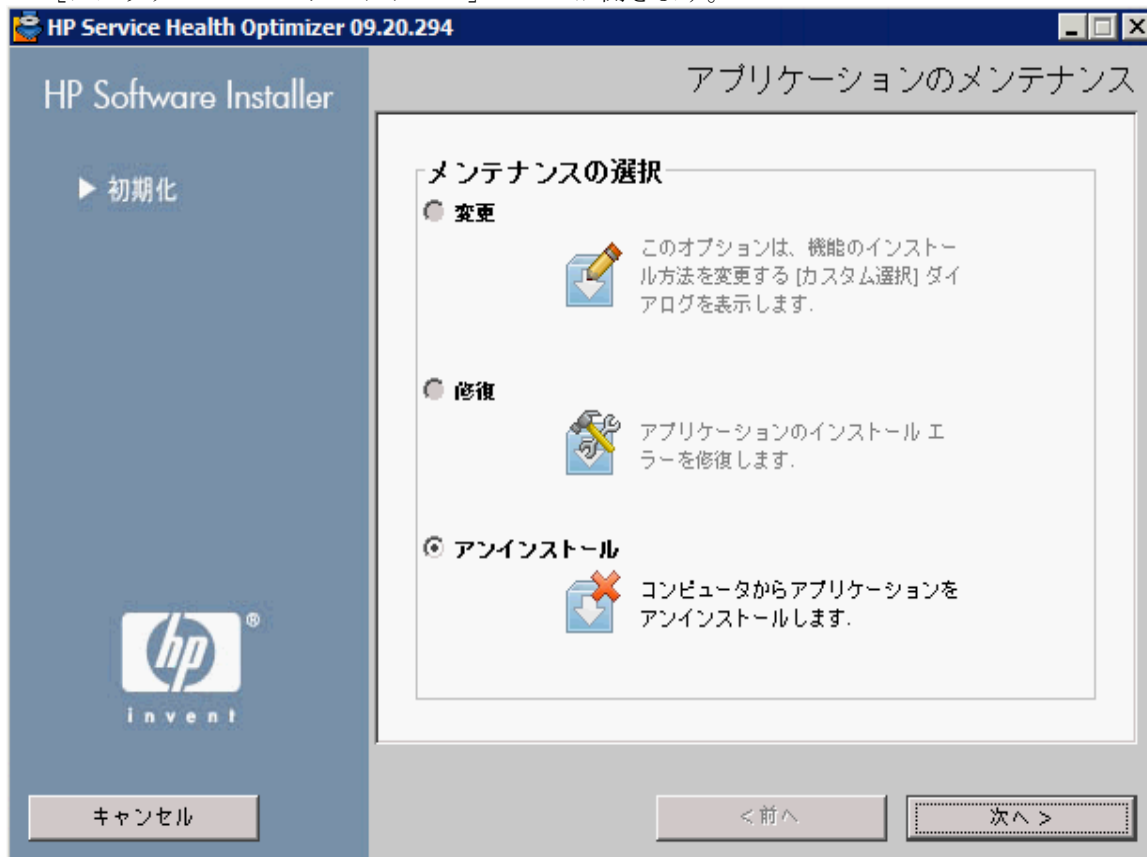 HP Service Health Optimizer 09.20.294
HP Software Installer
アプリケーションのメンテナンス
▶ 初期化
メンテナンスの選択
変更
このオプションは、機能のインストー
ル方法を変更する [カスタム選択] ダイ
アログを表示します.
修復
アプリケーションのインストール エ
ラーを修復します.
アンインストール
コンピュータからアプリケーションを
アンインストールします.
hp ®
invent
キャンセル
<前へ
次へ >